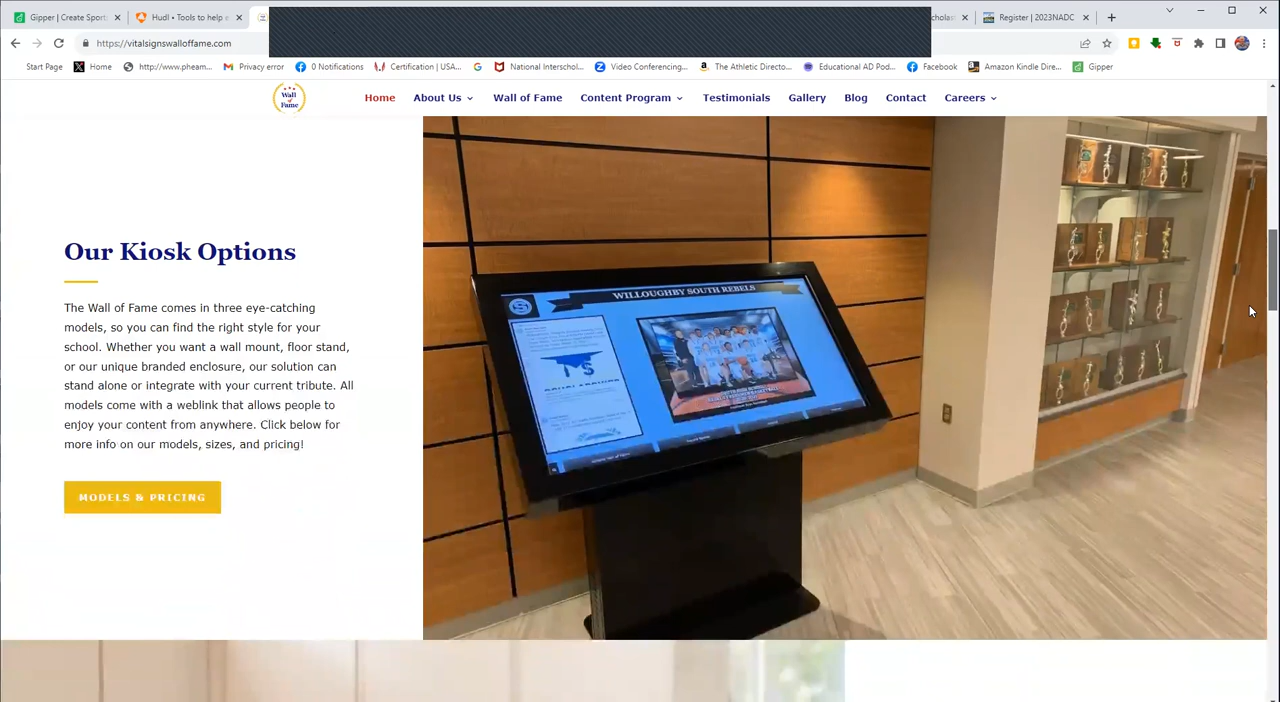 Gipper | Create Sport
Hudl • Tools to help e
cholas
Register | 2023NADC
https://vitalsignswalloffame.com
Start Page
Home
http://www.pheam...
Privacy error
0 Notifications
Certification | USA...
National Interschol...
Video Conferencing...
The Athletic Directo...
Educational AD Pod...
Facebook
Amazon Kindle Dire...
Gipper
Wall
of
Fame
Home
About Us
Wall of Fame
Content Program
Testimonials
Gallery
Blog
Contact
Careers
Our Kiosk Options
The Wall of Fame comes in three eye-catching
models, so you can find the right style for your
school. Whether you want a wall mount, floor stand,
or our unique branded enclosure, our solution can
stand alone or integrate with your current tribute. All
models come with a weblink that allows people to
enjoy your content from anywhere. Click below for
more info on our models, sizes, and pricing!
MODELS & PRICING
WILLOUGHBY SOUTH REBELS